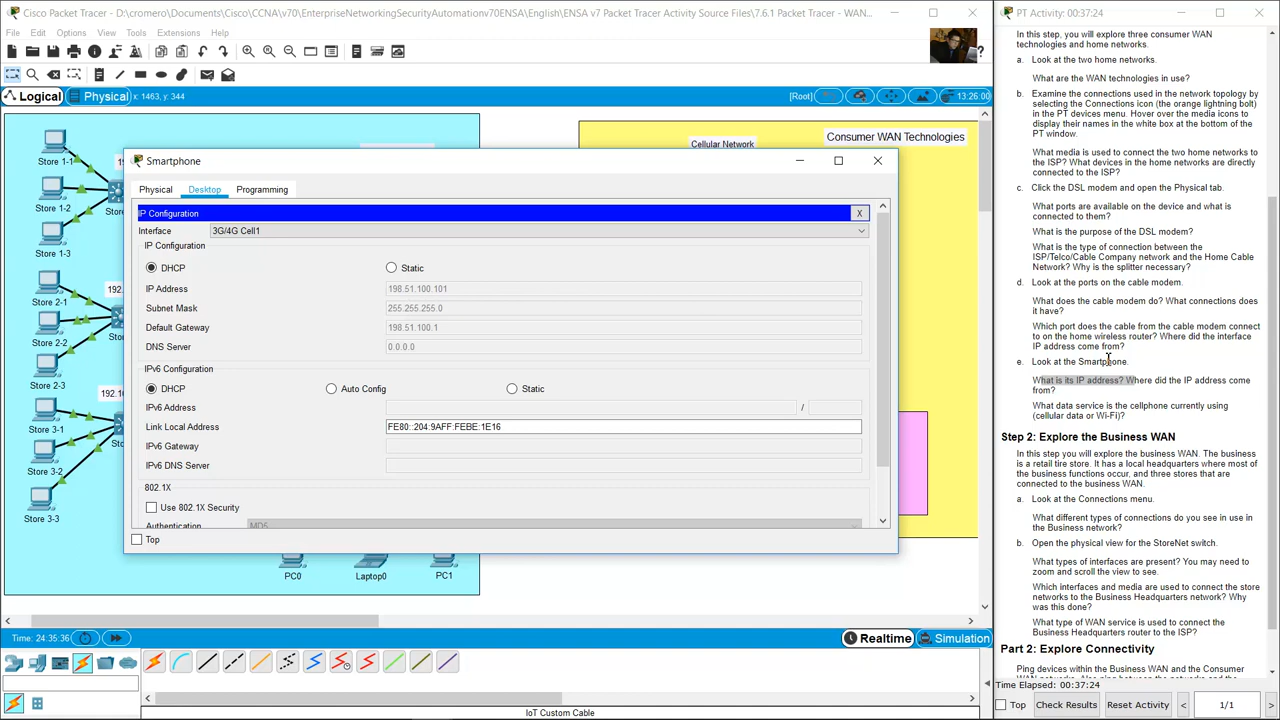 Cisco Packet Tracer - D:\cromero\Documents\Cisco\CCNA\v70\EnterpriseNetworkingSecurityAutomationv70ENSA\English\ENSA v7 Packet Tracer Activity Source Files\7.6.1 Packet Tracer - WAN...
File Edit Options View Tools Extensions Help
?
Logical Physical x: 1463, y: 344 [Root] 13:26:00
Store 1-1
Store 1-2
Store 1-3
Store 2-1
Store 2-2
Store 2-3
Store 3-1
Store 3-2
Store 3-3
192.
192.16
PC0 Laptop0 PC1
Cellular Network
Consumer WAN Technologies
Smartphone
Physical Desktop Programming
IP Configuration X
Interface 3G/4G Cell1
IP Configuration
DHCP Static
IP Address 198.51.100.101
Subnet Mask 255.255.255.0
Default Gateway 198.51.100.1
DNS Server 0.0.0.0
IPv6 Configuration
DHCP Auto Config Static
IPv6 Address /
Link Local Address FE80::204:9AFF:FEBE:1E16
IPv6 Gateway
IPv6 DNS Server
802.1X
Use 802.1X Security
Authentication MD5
Top
Time: 24:35:36 Realtime Simulation
IoT Custom Cable
PT Activity: 00:37:24
In this step, you will explore three consumer WAN
technologies and home networks.
a. Look at the two home networks.
What are the WAN technologies in use?
b. Examine the connections used in the network topology by
selecting the Connections icon (the orange lightning bolt)
in the PT devices menu. Hover over the media icons to
display their names in the white box at the bottom of the
PT window.
What media is used to connect the two home networks to
the ISP? What devices in the home networks are directly
connected to the ISP?
c. Click the DSL modem and open the Physical tab.
What ports are available on the device and what is
connected to them?
What is the purpose of the DSL modem?
What is the type of connection between the
ISP/Telco/Cable Company network and the Home Cable
Network? Why is the splitter necessary?
d. Look at the ports on the cable modem.
What does the cable modem do? What connections does
it have?
Which port does the cable from the cable modem connect
to on the home wireless router? Where did the interface
IP address come from?
e. Look at the Smartphone.
What is its IP address? Where did the IP address come
from?
What data service is the cellphone currently using
(cellular data or Wi-Fi)?
Step 2: Explore the Business WAN
In this step you will explore the business WAN. The business
is a retail tire store. It has a local headquarters where most of
the business functions occur, and three stores that are
connected to the business WAN.
a. Look at the Connections menu.
What different types of connections do you see in use in
the Business network?
b. Open the physical view for the StoreNet switch.
What types of interfaces are present? You may need to
zoom and scroll the view to see.
Which interfaces and media are used to connect the store
networks to the Business Headquarters network? Why
was this done?
What type of WAN service is used to connect the
Business Headquarters router to the ISP?
Part 2: Explore Connectivity
Ping devices within the Business WAN and the Consumer
Time Elapsed: 00:37:24
Top Check Results Reset Activity < 1/1 >